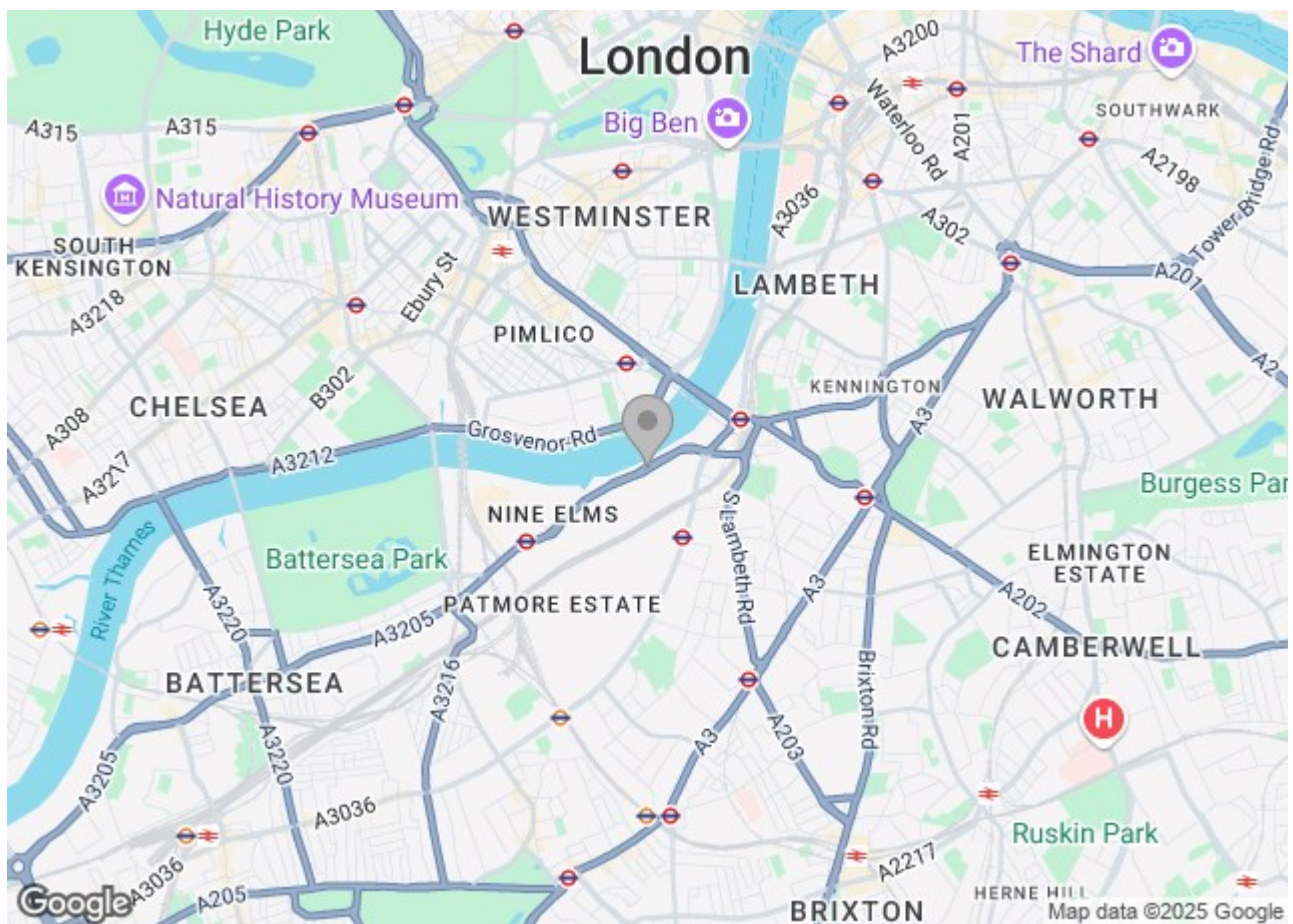 Hyde Park
London
A3200
The Shard
Big Ben
Waterloo Rd
A201
SOUTHWARK
A315
A315
A2198
Tower Bridge Rd
Natural History Museum
WESTMINSTER
A3036
A302
SOUTH
KENSINGTON
Ebury St
LAMBETH
A201
A3218
PIMLICO
A2
B302
KENNINGTON
CHELSEA
WALWORTH
A308
Grosvenor Rd
A3
A3212
A3217
Burgess Par
NINE ELMS
S Lambeth Rd
River Thames
Battersea Park
ELMINGTON
ESTATE
A3
A202
PATMORE ESTATE
A3220
A3205
CAMBERWELL
BATTERSEA
A3216
Brixton Rd
H
A3
A203
A3205
A3220
A3036
Ruskin Park
A2217
A3036
A205
HERNE HILL
BRIXTON
Google
Map data ©2025 Google